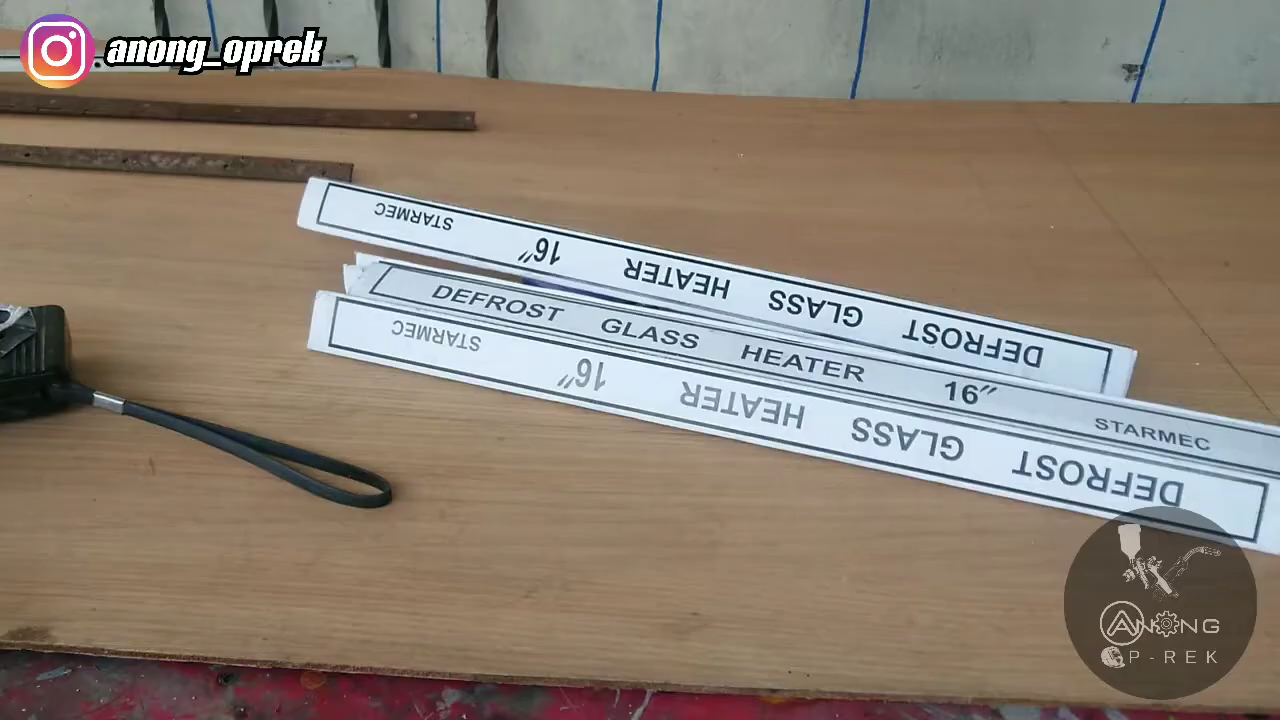 anong_oprek
DEFROST GLASS HEATER 16" STARMEC
DEFROST GLASS HEATER 16" STARMEC
DEFROST GLASS HEATER 16" STARMEC
ANONG
OP-REK